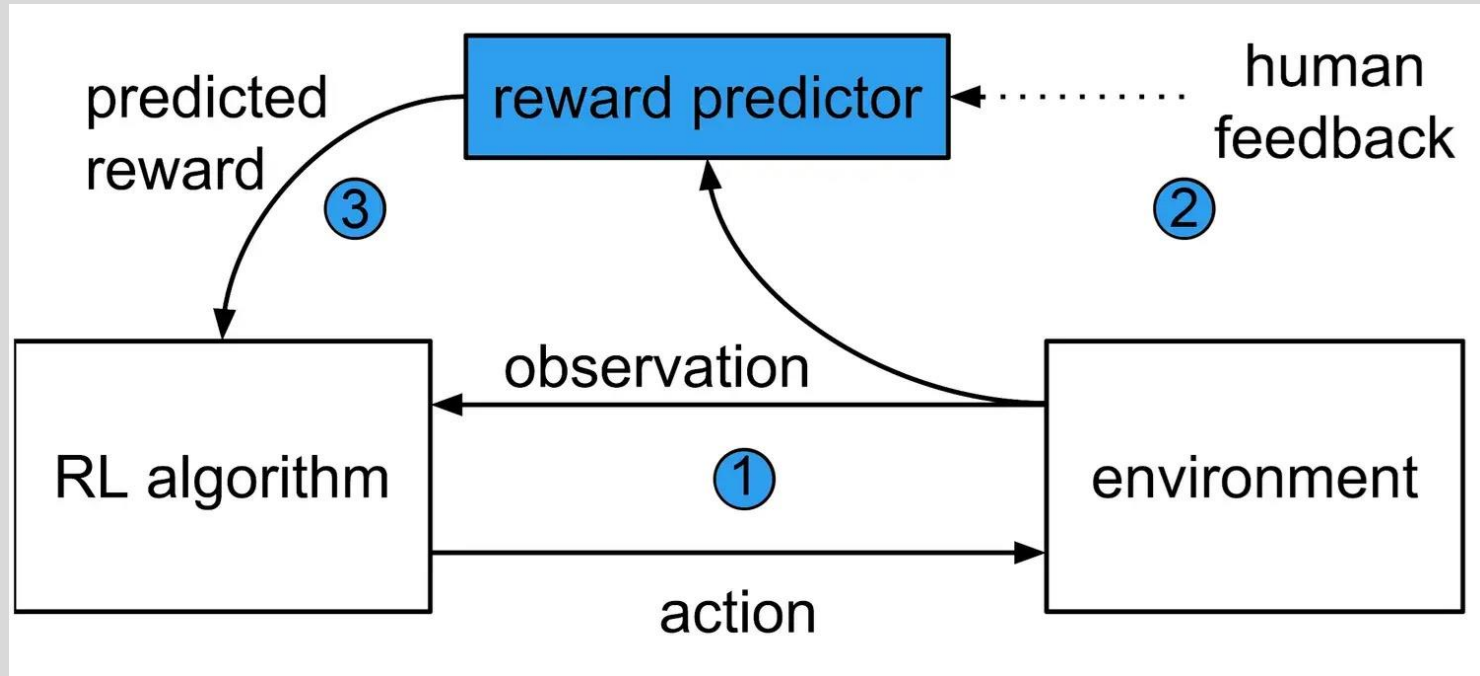 predicted
reward
reward predictor
human
feedback
3
2
observation
RL algorithm
1
environment
action